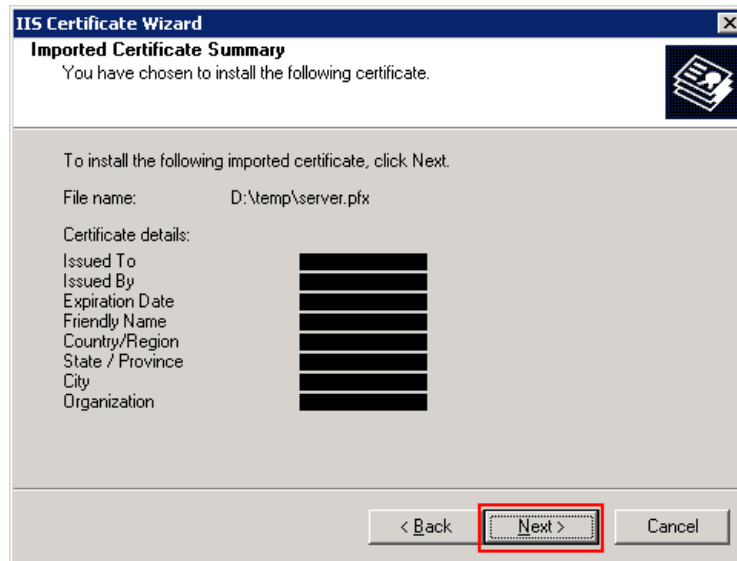 IIS Certificate Wizard
Imported Certificate Summary
You have chosen to install the following certificate.
To install the following imported certificate, click Next.
File name: D:\temp\server.pfx
Certificate details:
Issued To
Issued By
Expiration Date
Friendly Name
Country/Region
State / Province
City
Organization
< Back Next > Cancel